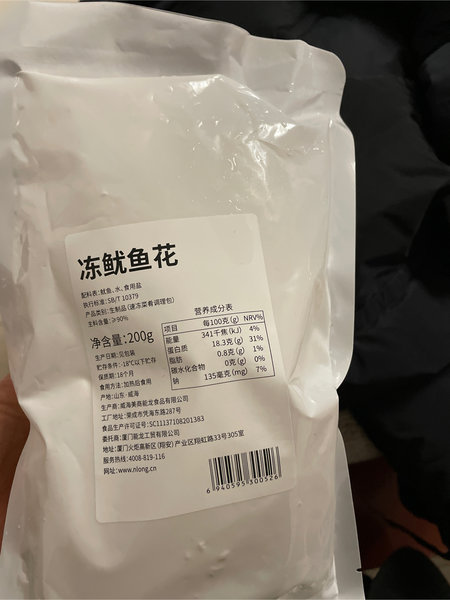 冻鱿鱼花
配料表: 鱿鱼、水、食用盐
执行标准: SB/T 10379
产品类别: 生制品 (速冻菜肴调理包)
主料含量: ≥90%
净含量: 200g
生产日期: 见包装
贮存条件: -18℃以下贮存
保质期: 18个月
食用方法: 加热后食用
产地: 山东·威海
生产商: 威海美商能龙食品有限公司
工厂地址: 荣成市凭海东路287号
食品生产许可证号: SC11137108201383
委托商: 厦门能龙工贸有限公司
地址: 厦门火炬高新区 (翔安) 产业区翔虹路33号305室
服务热线: 4008-819-116
网址: www.nlong.cn
营养成分表
项目 每100克(g) NRV%
能量 341千焦(kJ) 4%
蛋白质 18.3克(g) 31%
脂肪 0.8克(g) 1%
碳水化合物 0克(g) 0%
钠 135毫克(mg) 7%
6 940595 300526